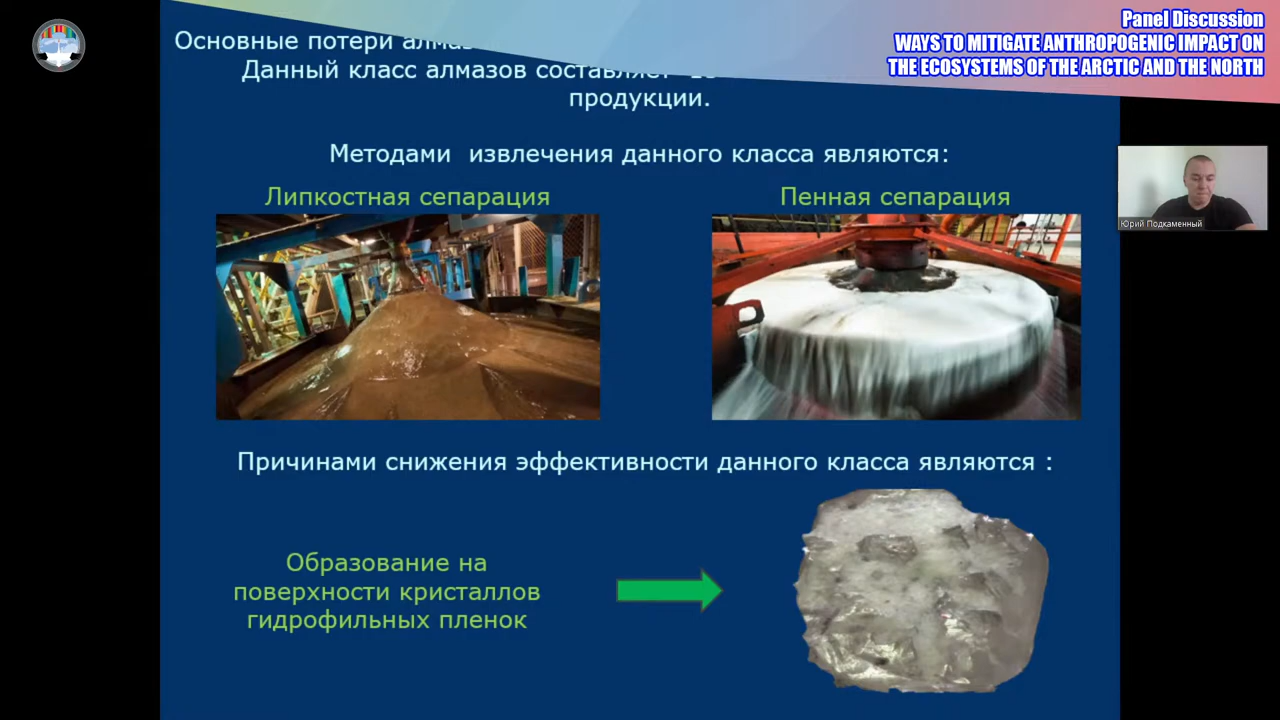 Panel Discussion
WAYS TO MITIGATE ANTHROPOGENIC IMPACT ON
THE ECOSYSTEMS OF THE ARCTIC AND THE NORTH
Основные потери
Данный класс алмазов составляет
продукции.
Методами извлечения данного класса являются:
Липкостная сепарация
Пенная сепарация
Юрий Подкаменный
Причинами снижения эффективности данного класса являются :
Образование на
поверхности кристаллов
гидрофильных пленок